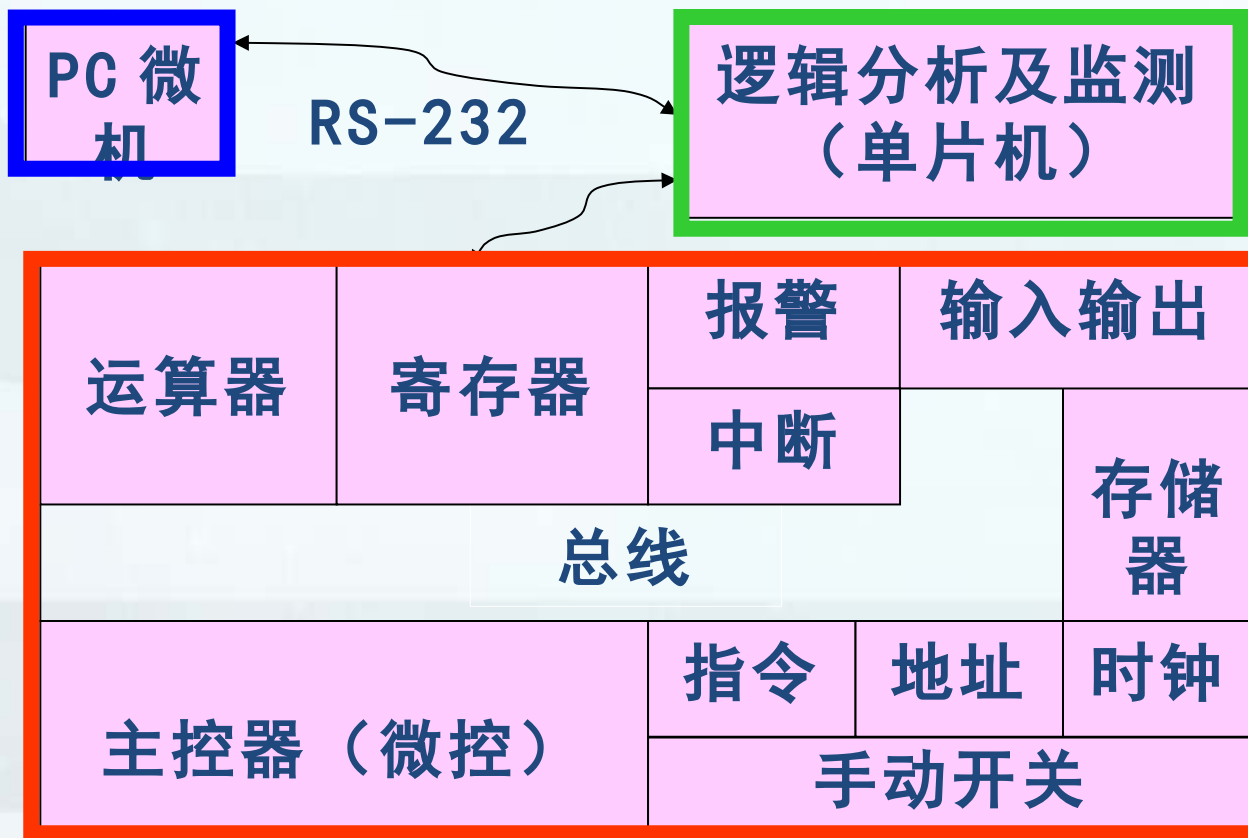 PC 微
机
RS-232
逻辑分析及监测
（单片机）
运算器
寄存器
报警
输入输出
中断
存储
器
总线
指令
地址
时钟
主控器（微控）
手动开关